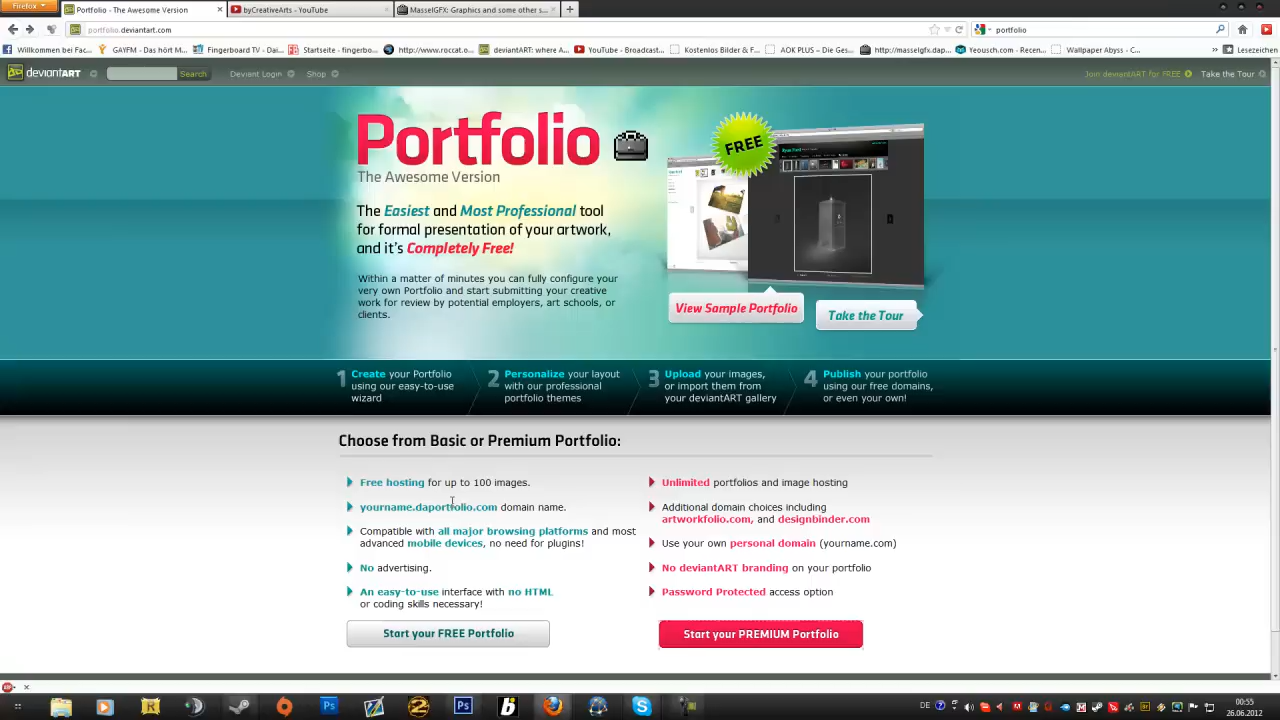 Firefox
Portfolio - The Awesome Version
byCreativeArts - YouTube
MasselGFX: Graphics and some other s...
portfolio.deviantart.com
portfolio
Willkommen bei Fac...
GAYFM - Das hört M...
Fingerboard TV - Dai...
Startseite - fingerbo...
http://www.roccat.o...
deviantART: where A...
YouTube - Broadcast...
Kostenlos Bilder & F...
AOK PLUS – Die Ges...
http://masselgfx.dap...
Yeousch.com - Recen...
Wallpaper Abyss - C...
Lesezeichen
deviantART
Search
Deviant Login
Shop
Join deviantART for FREE
Take the Tour
Portfolio
The Awesome Version
FREE
The Easiest and Most Professional tool
for formal presentation of your artwork,
and it's Completely Free!
Within a matter of minutes you can fully configure your
very own Portfolio and start submitting your creative
work for review by potential employers, art schools, or
clients.
View Sample Portfolio
Take the Tour
1 Create your Portfolio
using our easy-to-use
wizard
2 Personalize your layout
with our professional
portfolio themes
3 Upload your images,
or import them from
your deviantART gallery
4 Publish your portfolio
using our free domains,
or even your own!
Choose from Basic or Premium Portfolio:
Free hosting for up to 100 images.
yourname.daportfolio.com domain name.
Compatible with all major browsing platforms and most
advanced mobile devices, no need for plugins!
No advertising.
An easy-to-use interface with no HTML
or coding skills necessary!
Start your FREE Portfolio
Unlimited portfolios and image hosting
Additional domain choices including
artworkfolio.com, and designbinder.com
Use your own personal domain (yourname.com)
No deviantART branding on your portfolio
Password Protected access option
Start your PREMIUM Portfolio
DE
00:55
26.06.2012